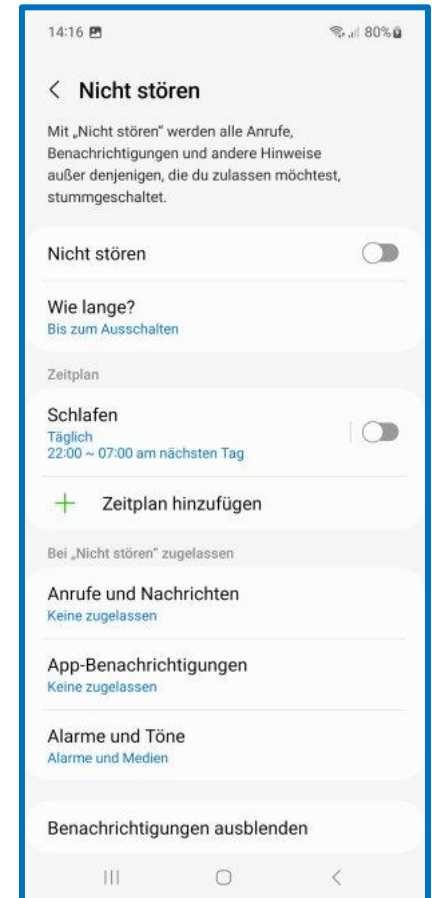 14:16 80%
Nicht stören
Mit „Nicht stören“ werden alle Anrufe,
Benachrichtigungen und andere Hinweise
außer denjenigen, die du zulassen möchtest,
stummgeschaltet.
Nicht stören
Wie lange?
Bis zum Ausschalten
Zeitplan
Schlafen
Täglich
22:00 ~ 07:00 am nächsten Tag
+ Zeitplan hinzufügen
Bei „Nicht stören“ zugelassen
Anrufe und Nachrichten
Keine zugelassen
App-Benachrichtigungen
Keine zugelassen
Alarme und Töne
Alarme und Medien
Benachrichtigungen ausblenden